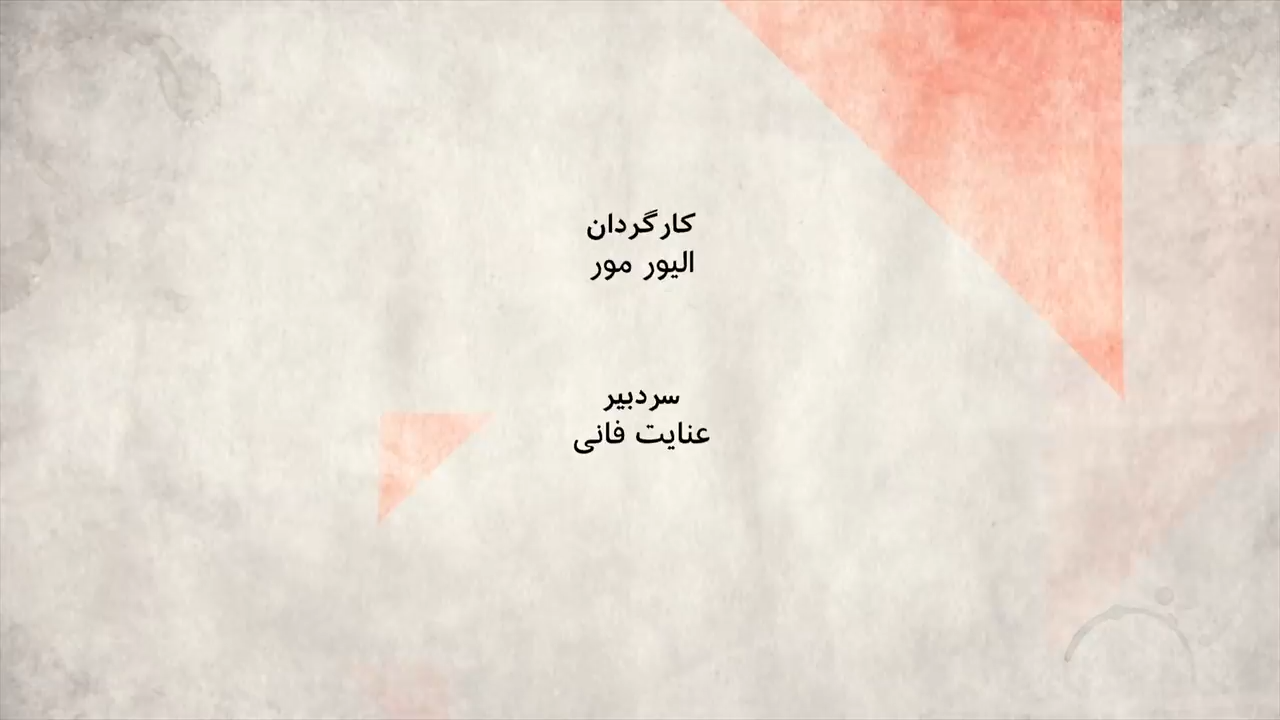 کارگردان
الیور مور
سردبیر
عنایت فانی